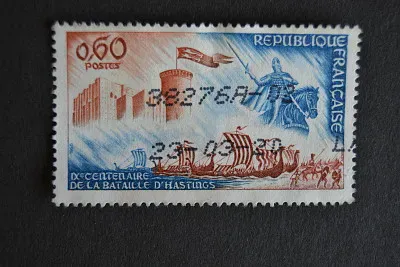 0,60
POSTES
REPUBLIQUE FRANÇAISE
38276A-
23-03-20
IXᵉ CENTENAIRE
DE LA BATAILLE D'HASTINGS